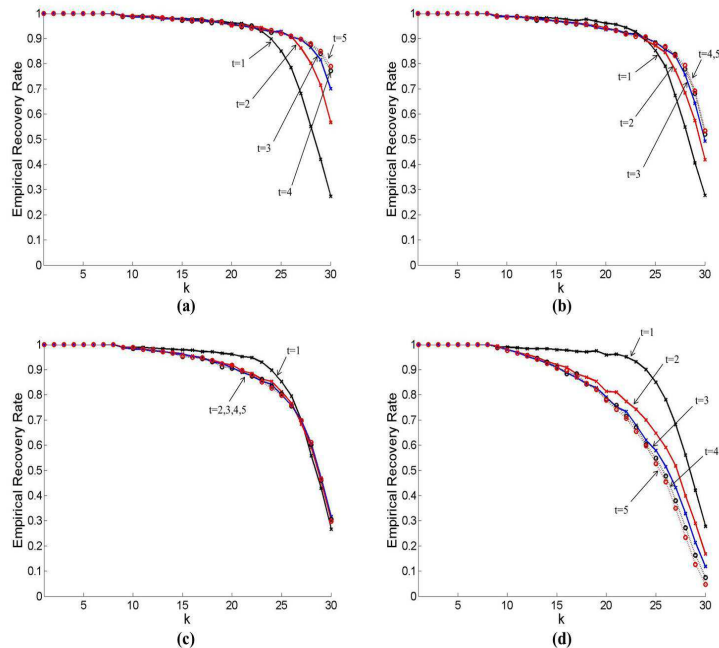 Empirical Recovery Rate
1
0.9
0.8
0.7
0.6
0.5
0.4
0.3
0.2
0.1
0
5
10
15
20
25
30
k
t=1
t=2
t=3
t=4
t=5
(a)
Empirical Recovery Rate
1
0.9
0.8
0.7
0.6
0.5
0.4
0.3
0.2
0.1
0
5
10
15
20
25
30
k
t=4,5
t=1
t=2
t=3
(b)
Empirical Recovery Rate
1
0.9
0.8
0.7
0.6
0.5
0.4
0.3
0.2
0.1
0
5
10
15
20
25
30
k
t=1
t=2,3,4,5
(c)
Empirical Recovery Rate
1
0.9
0.8
0.7
0.6
0.5
0.4
0.3
0.2
0.1
0
5
10
15
20
25
30
k
t=1
t=2
t=3
t=4
t=5
(d)